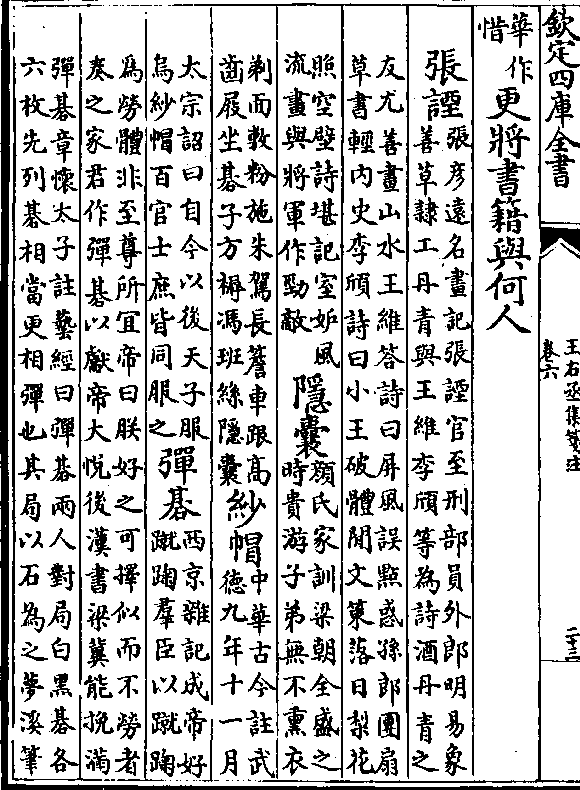 欽定四庫全書
王右丞集箋注
卷六
二十三
華作
惜
更將書籍與何人
張諲
張彥遠名畫記張諲官至刑部員外郎明易象
善草隷工丹青與王維李頎等為詩酒丹青之
友尤善畫山水王維答詩曰屏風誤㸃惑孫郎團扇
草書輕内史李頎詩曰小王破體閒文策落日梨花
照空壁詩堪記室妬風
流畫與將軍作勁敵
隱囊
顔氏家訓梁朝全盛之
時貴游子弟無不熏衣
剃面敷粉施朱駕長簷車跟高
齒屐坐棊子方褥馮班絲隱囊
紗帽
中華古今註武
德九年十一月
太宗詔曰自今以後天子服
烏紗帽百官士庶皆同服之
彈棊
西京雜記成帝好
蹴踘羣臣以蹴踘
為勞體非至尊所宜帝曰朕好之可擇似而不勞者
奏之家君作彈棊以獻帝大悦後漢書梁冀能挽滿
彈棊章懷太子註藝經曰彈棊兩人對局白黑棊各
六枚先列棊相當更相彈也其局以石為之夢溪筆